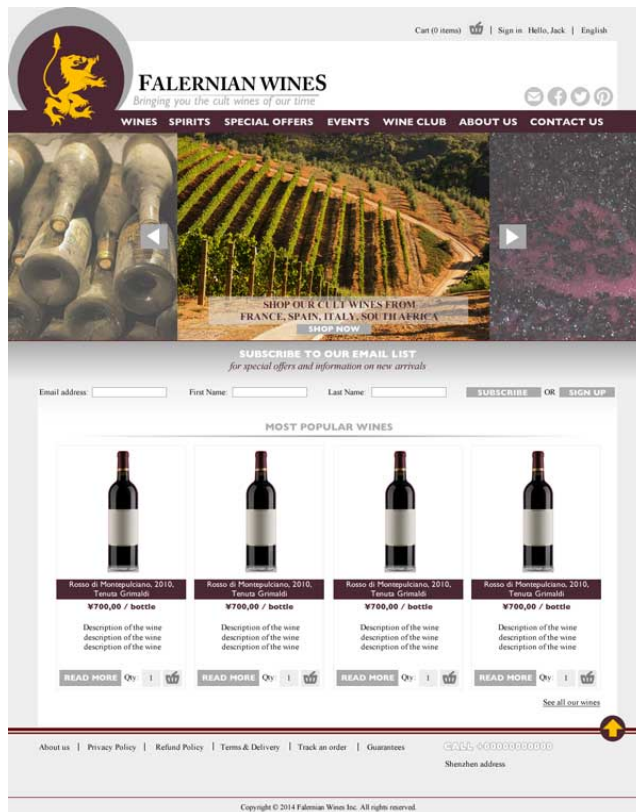 Cart (0 items) | Sign in Hello, Jack | English
FALERNIAN WINES
Bringing you the cult wines of our time
WINES SPIRITS SPECIAL OFFERS EVENTS WINE CLUB ABOUT US CONTACT US
SHOP OUR CULT WINES FROM
FRANCE, SPAIN, ITALY, SOUTH AFRICA
SHOP NOW
SUBSCRIBE TO OUR EMAIL LIST
for special offers and information on new arrivals
Email address: First Name: Last Name: SUBSCRIBE OR SIGN UP
MOST POPULAR WINES
Rosso di Montepulciano, 2010, Rosso di Montepulciano, 2010, Rosso di Montepulciano, 2010, Rosso di Montepulciano, 2010,
Tenuta Grimaldi Tenuta Grimaldi Tenuta Grimaldi Tenuta Grimaldi
¥700,00 / bottle ¥700,00 / bottle ¥700,00 / bottle ¥700,00 / bottle
Description of the wine Description of the wine Description of the wine Description of the wine
description of the wine description of the wine description of the wine description of the wine
description of the wine description of the wine description of the wine description of the wine
READ MORE Qty: 1 READ MORE Qty: 1 READ MORE Qty: 1 READ MORE Qty: 1
See all our wines
About us | Privacy Policy | Refund Policy | Terms & Delivery | Track an order | Guarantees CALL +00000000000
Shenzhen address
Copyright © 2014 Falernian Wines Inc. All rights reserved.